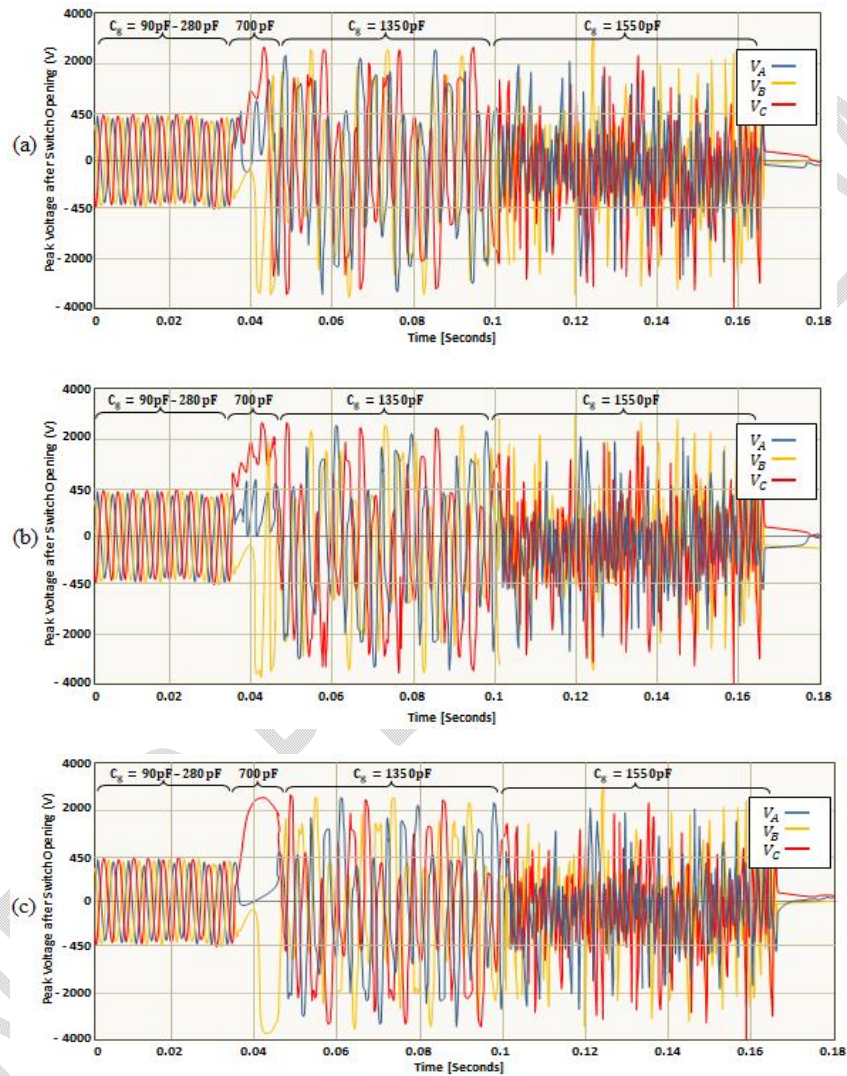 C_g = 90pF-280pF 700pF C_g = 1350pF C_g = 1550pF
4000
2000
450
0
-450
-2000
-4000
Peak Voltage after Switch Opening (V)
V_A
V_B
V_C
(a)
0 0.02 0.04 0.06 0.08 0.1 0.12 0.14 0.16 0.18
Time [Seconds]
C_g = 90pF-280pF 700pF C_g = 1350pF C_g = 1550pF
4000
2000
450
0
-450
-2000
-4000
Peak Voltage after Switch Opening (V)
V_A
V_B
V_C
(b)
0 0.02 0.04 0.06 0.08 0.1 0.12 0.14 0.16 0.18
Time [Seconds]
C_g = 90pF-280pF 700pF C_g = 1350pF C_g = 1550pF
4000
2000
450
0
-450
-2000
-4000
Peak Voltage after Switch Opening (V)
V_A
V_B
V_C
(c)
0 0.02 0.04 0.06 0.08 0.1 0.12 0.14 0.16 0.18
Time [Seconds]